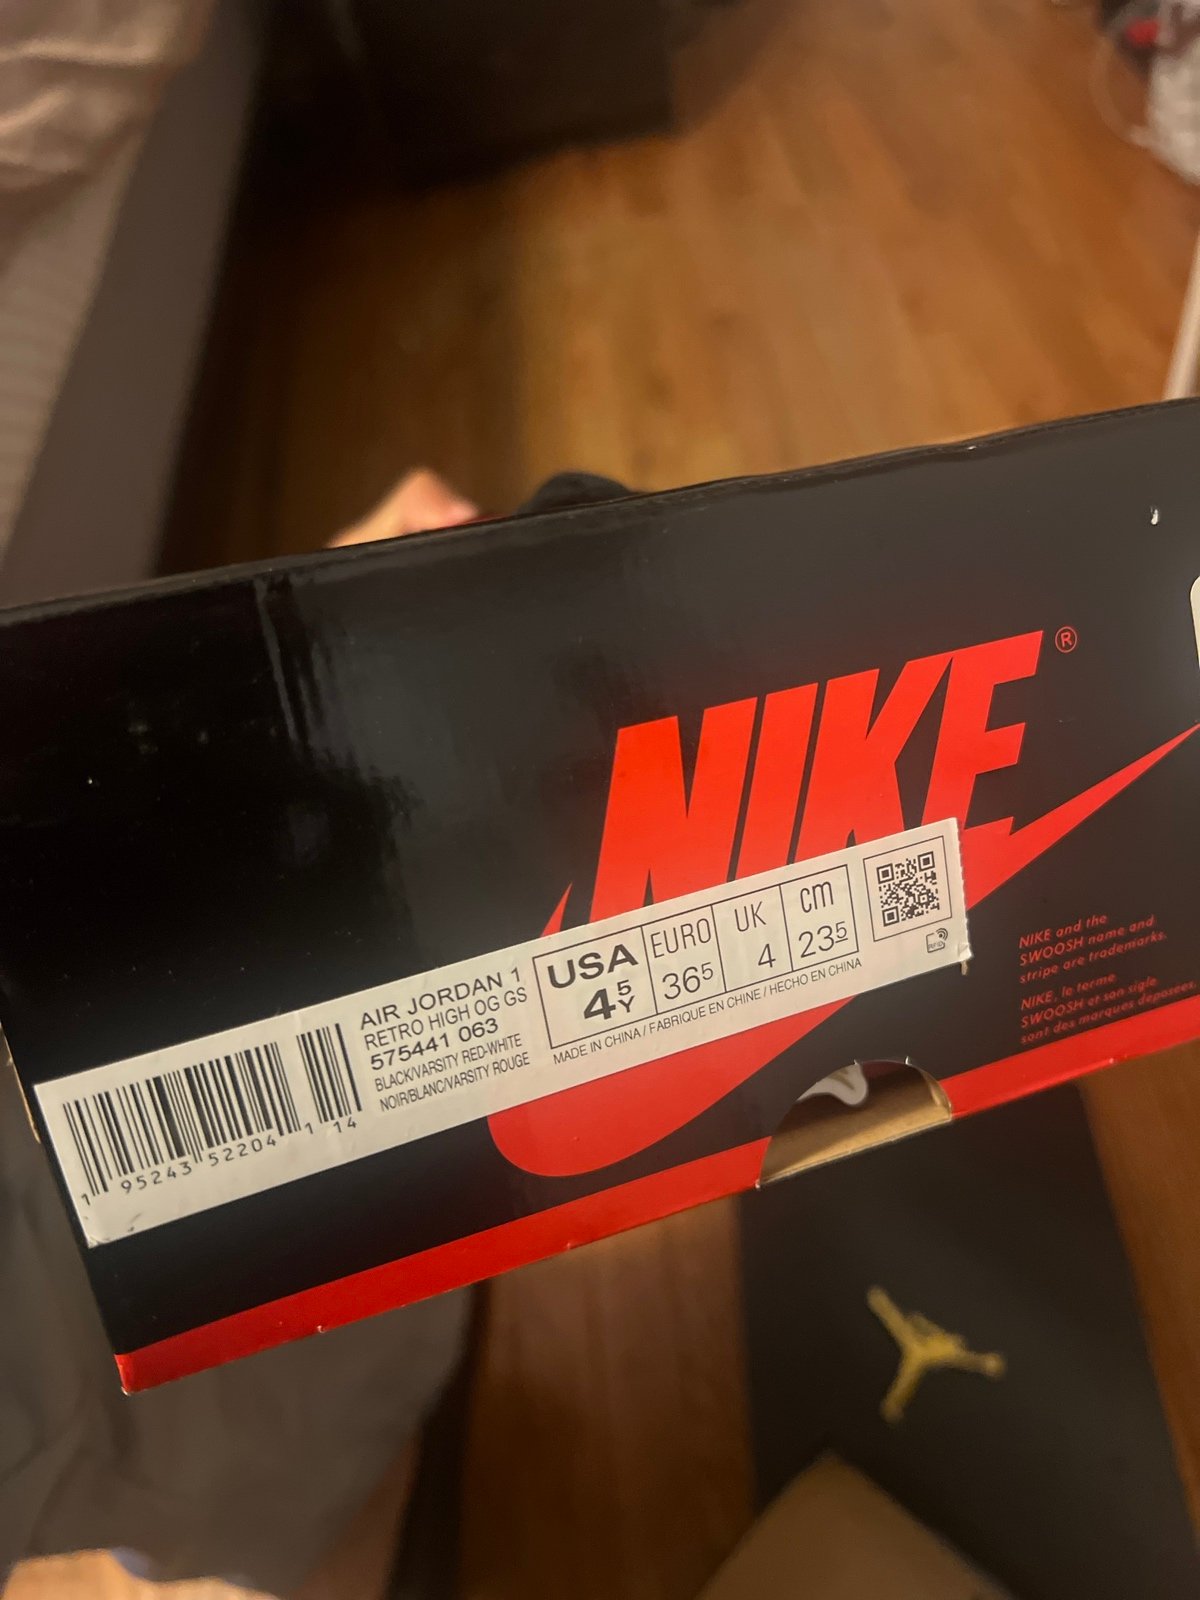 NIKE®
AIR JORDAN 1
RETRO HIGH OG GS
575441 063
BLACK/VARSITY RED-WHITE
NOIR/BLANC/VARSITY ROUGE
USA
4 5Y
EURO
36 5
UK
4
cm
23 5
MADE IN CHINA / FABRIQUE EN CHINE / HECHO EN CHINA
RFID
1 95243 52204 1 14
NIKE and the
SWOOSH name and
stripe are trademarks.
NIKE, le terme
SWOOSH et son sigle
sont des marques déposées.